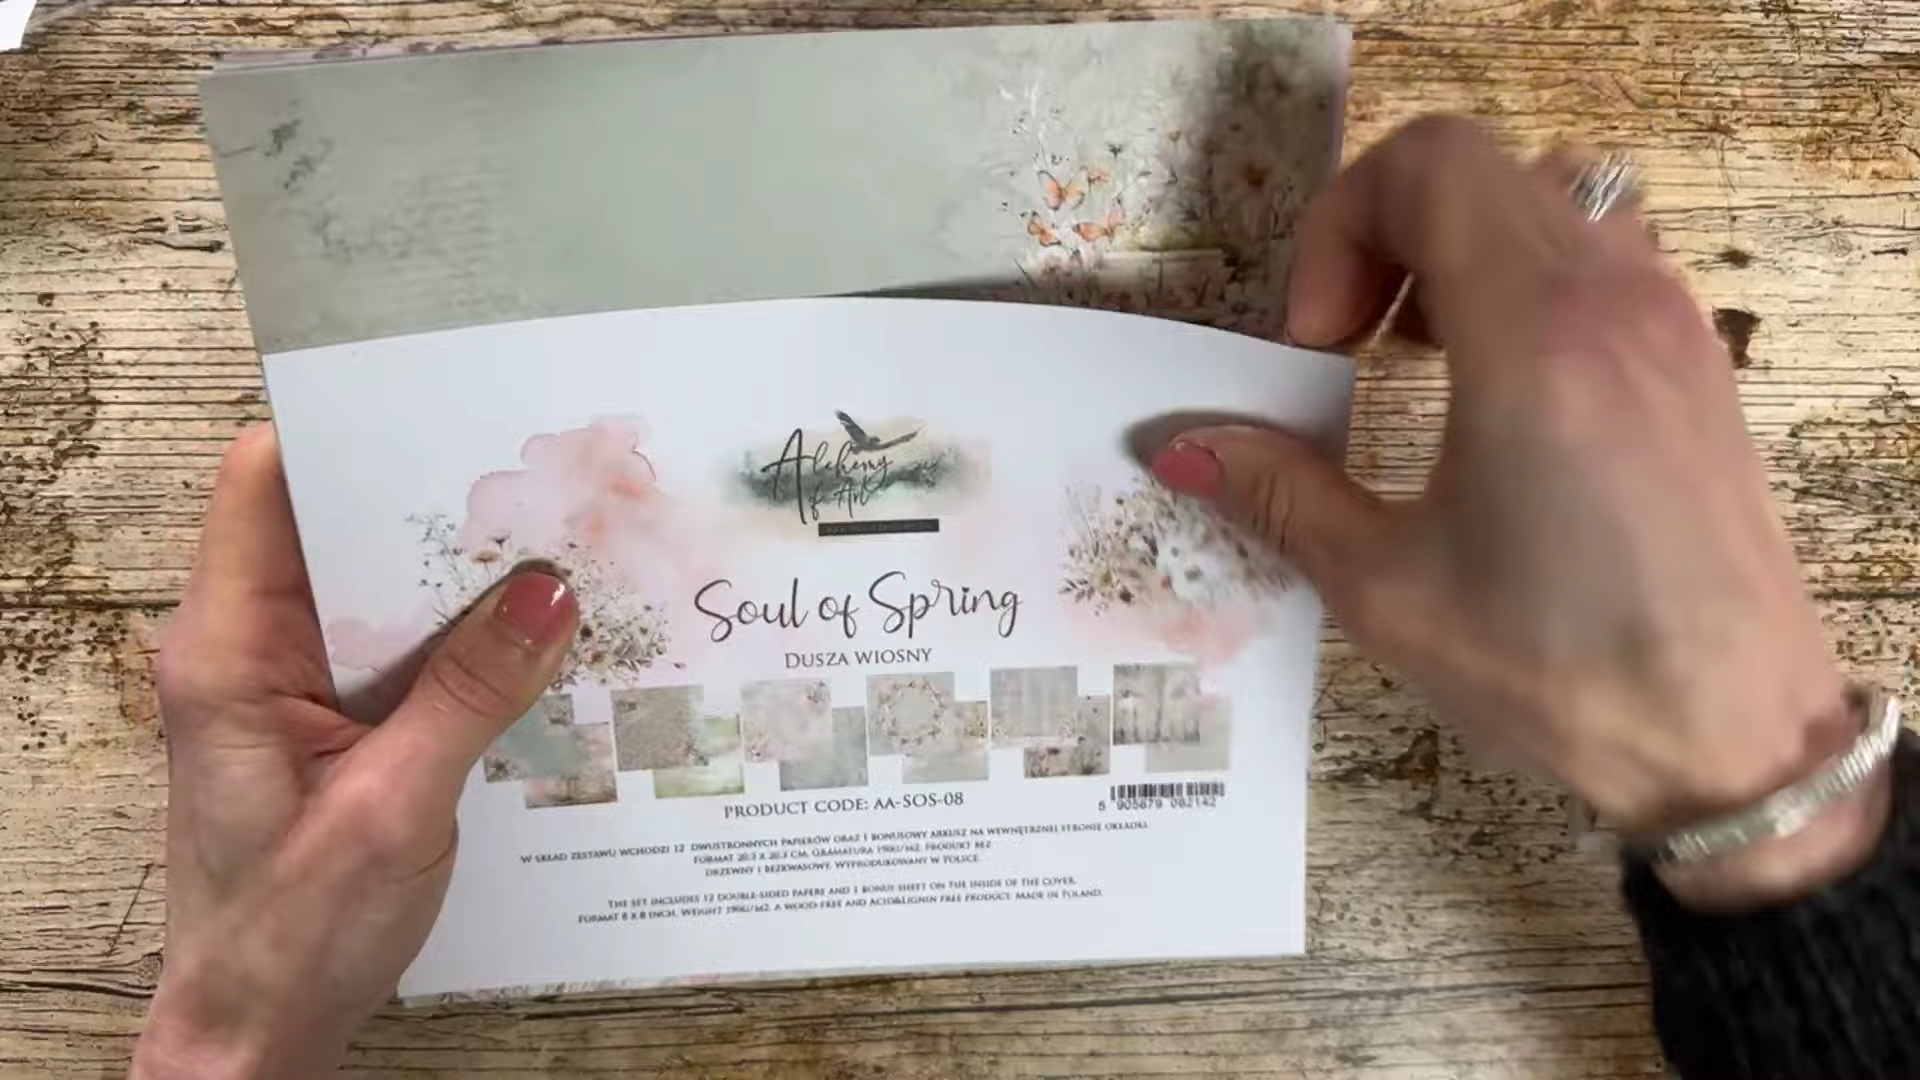 Alchemy
of Art
Soul of Spring
DUSZA WIOSNY
PRODUCT CODE: AA-SOS-08
5 905679 082142
W SKŁAD ZESTAWU WCHODZI 12 DWUSTRONNYCH PAPIERÓW ORAZ 1 BONUSOWY ARKUSZ NA WEWNĘTRZNEJ STRONIE OKŁADKI.
FORMAT 20,3 X 20,3 CM, GRAMATURA 190G/M2. PRODUKT BEZ
DRZEWNY I BEZKWASOWY. WYPRODUKOWANY W POLSCE.
THE SET INCLUDES 12 DOUBLE-SIDED PAPERS AND 1 BONUS SHEET ON THE INSIDE OF THE COVER.
FORMAT 8 X 8 INCH, WEIGHT 190G/M2. A WOOD-FREE AND ACID&LIGNIN FREE PRODUCT. MADE IN POLAND.